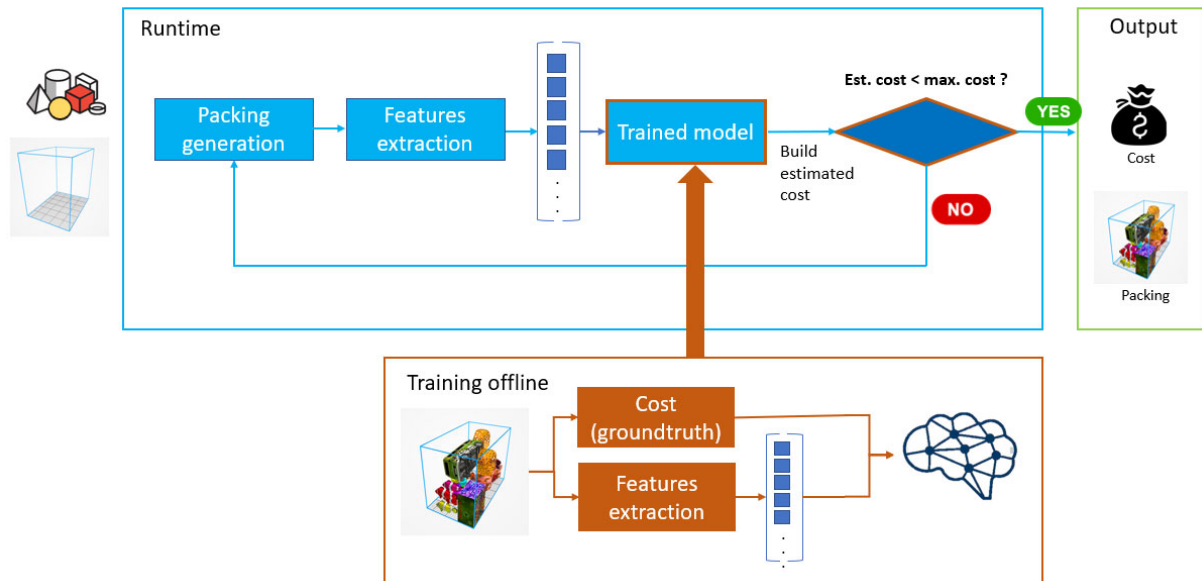 Runtime
Output
Packing
generation
Features
extraction
Trained model
Build
estimated
cost
Est. cost < max. cost ?
YES
NO
Cost
Packing
Training offline
Cost
(groundtruth)
Features
extraction